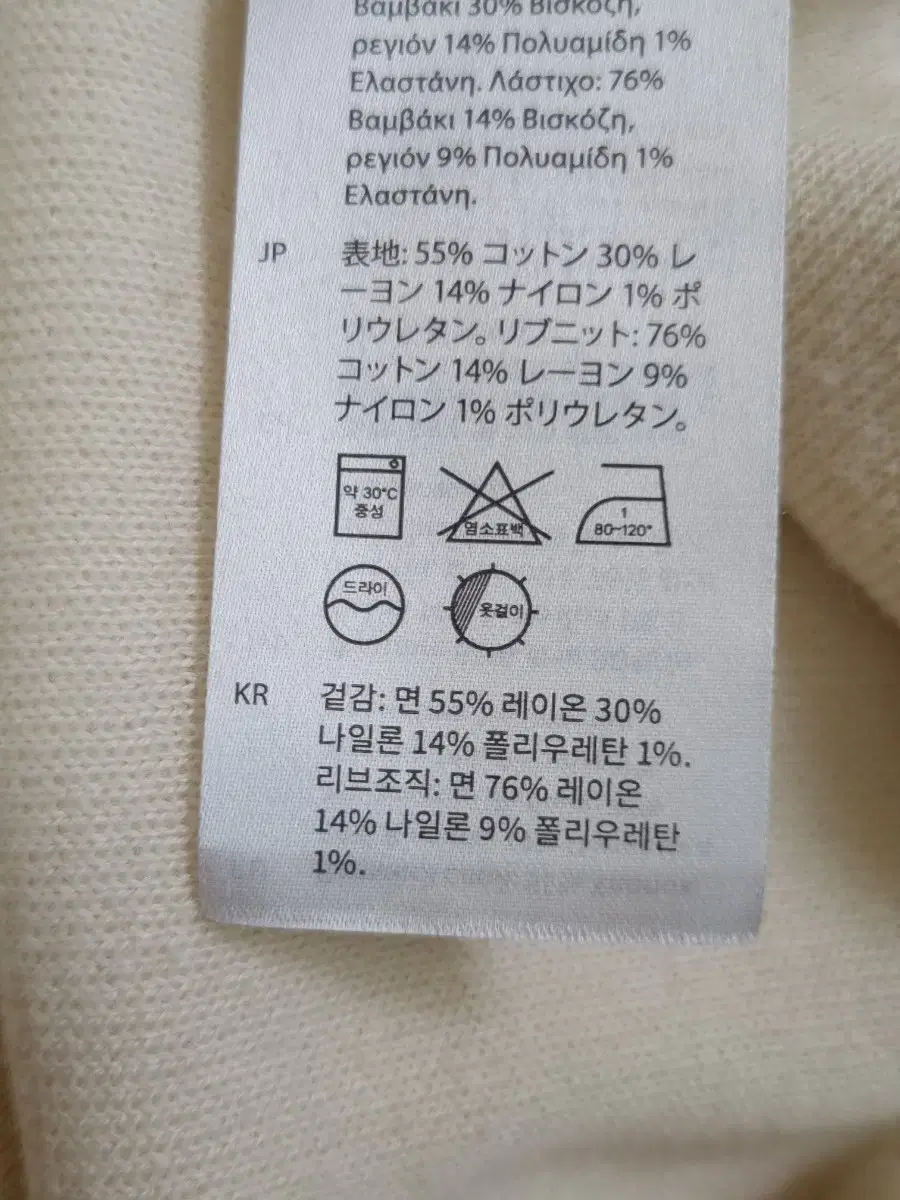 Βαμβάκι 30% Βισκόζη,
ρεγιόν 14% Πολυαμίδη 1%
Ελαστάνη. Λάστιχο: 76%
Βαμβάκι 14% Βισκόζη,
ρεγιόν 9% Πολυαμίδη 1%
Ελαστάνη.
JP 表地: 55% コットン 30% レ
ーヨン 14% ナイロン 1% ポ
リウレタン。リブニット: 76%
コットン 14% レーヨン 9%
ナイロン 1% ポリウレタン。
약 30°C
중성
염소표백
1
80~120°
드라이
옷걸이
KR 겉감: 면 55% 레이온 30%
나일론 14% 폴리우레탄 1%.
리브조직: 면 76% 레이온
14% 나일론 9% 폴리우레탄
1%.